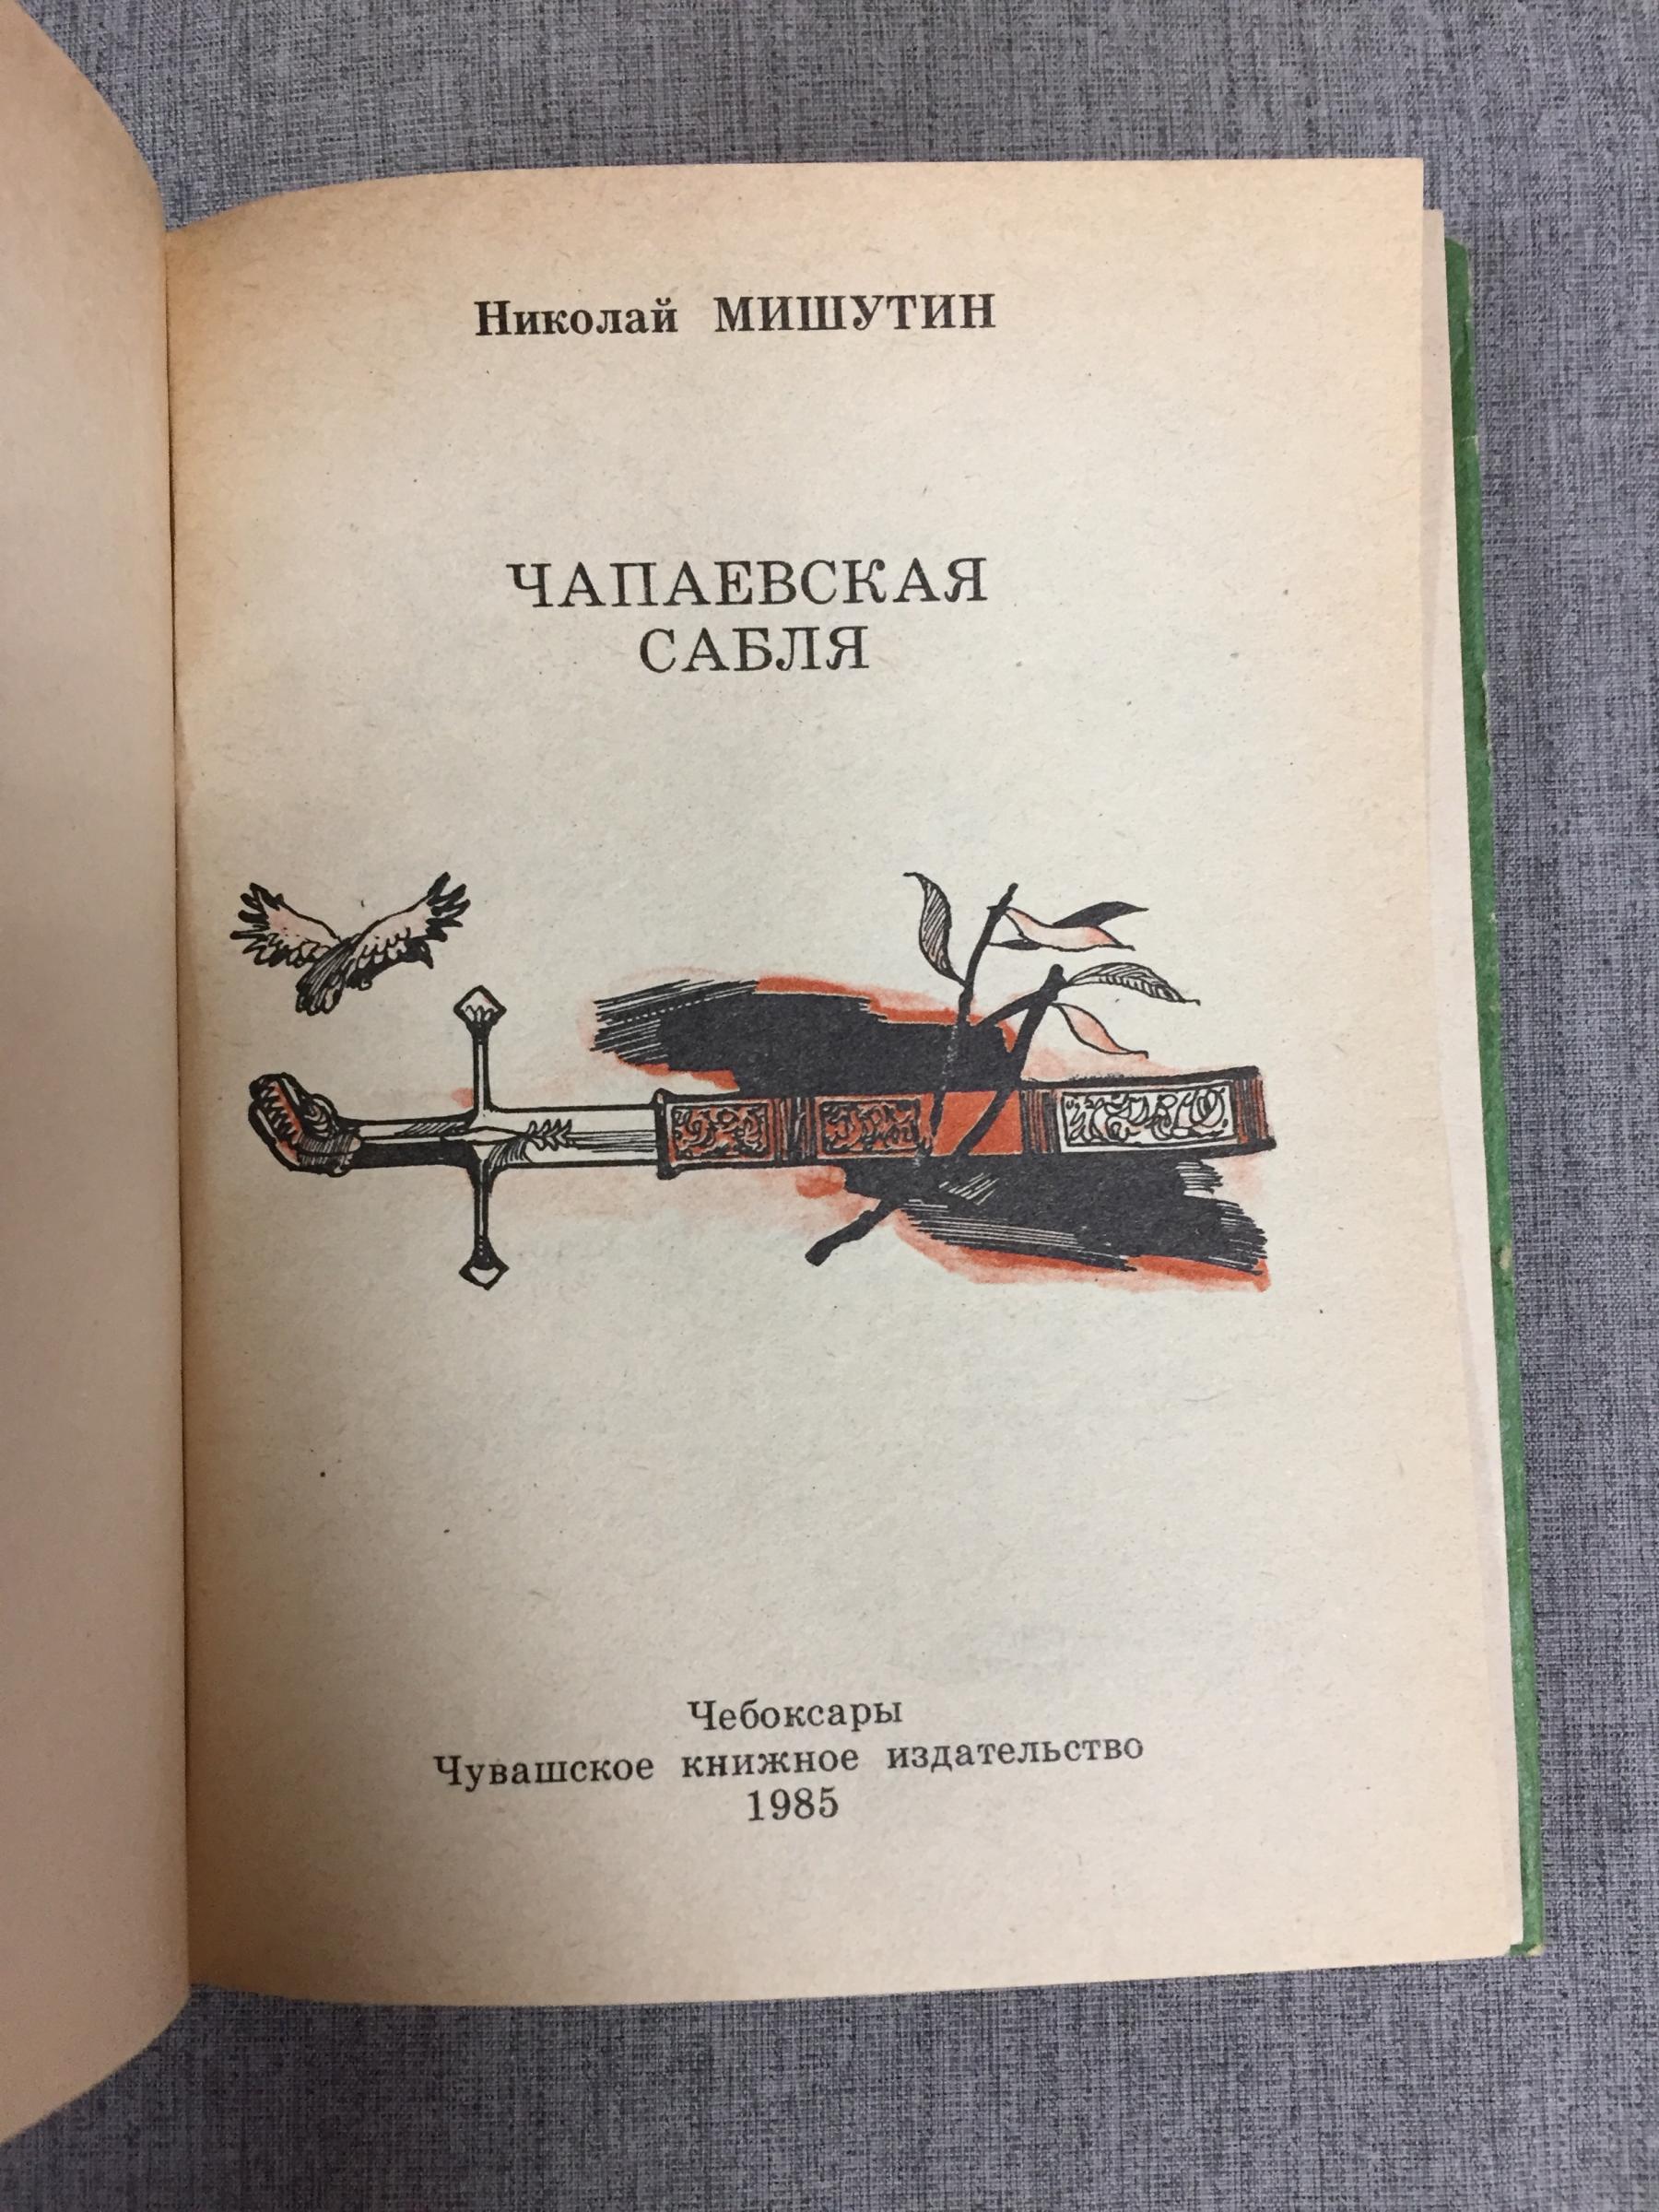 Николай МИШУТИН
ЧАПАЕВСКАЯ
САБЛЯ
Чебоксары
Чувашское книжное издательство
1985